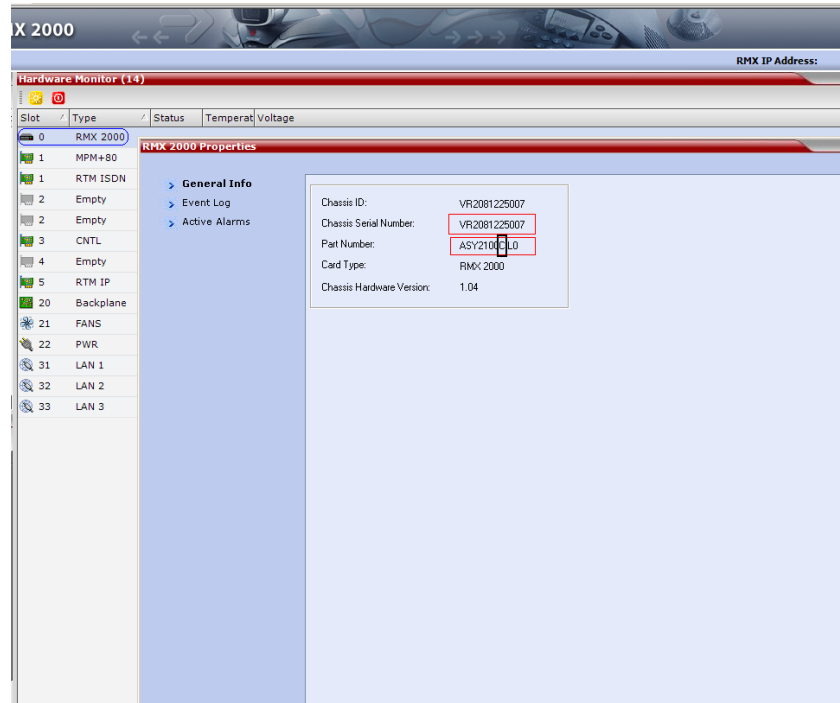 X 2000
RMX IP Address:
Hardware Monitor (14)
Slot Type Status Temperat Voltage
0 RMX 2000
RMX 2000 Properties
1 MPM+80
1 RTM ISDN
2 Empty
2 Empty
3 CNTL
4 Empty
5 RTM IP
20 Backplane
21 FANS
22 PWR
31 LAN 1
32 LAN 2
33 LAN 3
General Info
Event Log
Active Alarms
Chassis ID: VR2081225007
Chassis Serial Number: VR2081225007
Part Number:
Card Type: RMX 2000
Chassis Hardware Version: 1.04